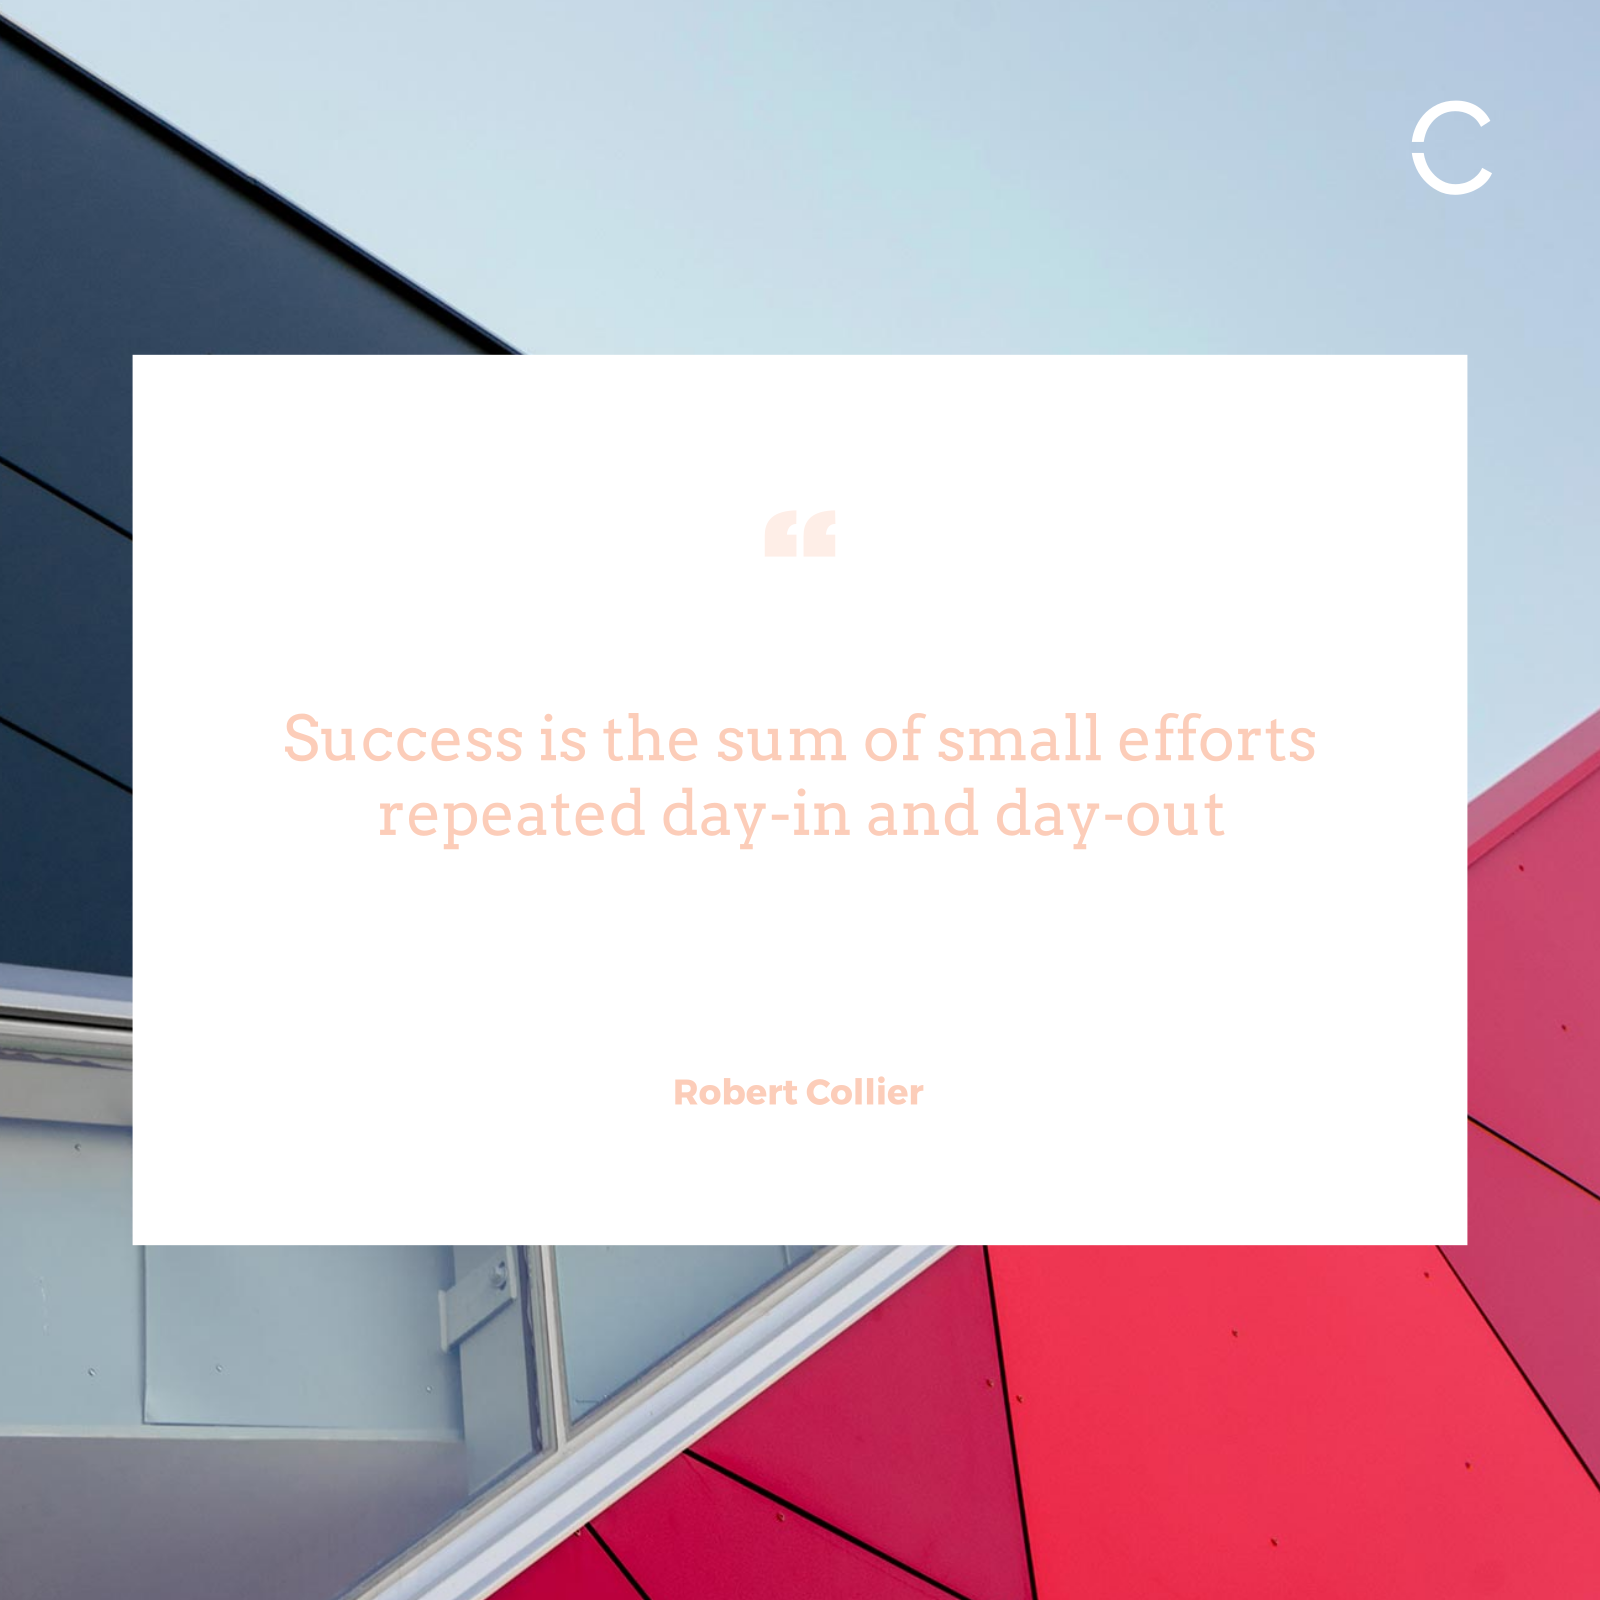 C
“
Success is the sum of small efforts
repeated day-in and day-out
Robert Collier